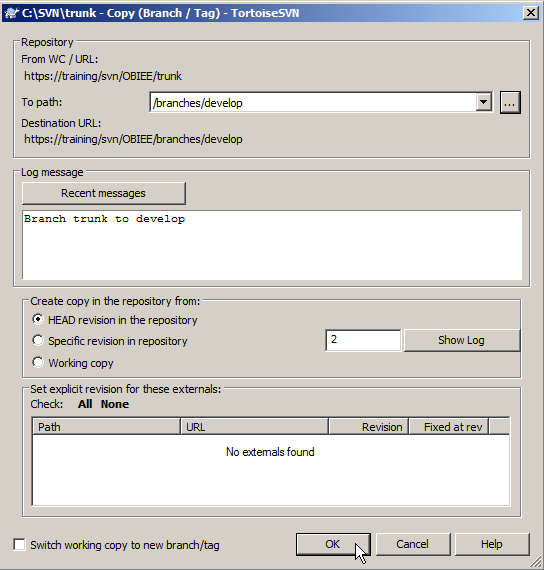 C:\SVN\trunk - Copy (Branch / Tag) - TortoiseSVN
Repository
From WC / URL:
https://training/svn/OBIEE/trunk
To path:
/branches/develop
...
Destination URL:
https://training/svn/OBIEE/branches/develop
Log message
Recent messages
Branch trunk to develop
Create copy in the repository from:
HEAD revision in the repository
Specific revision in repository
2
Show Log
Working copy
Set explicit revision for these externals:
Check: All None
Path URL Revision Fixed at rev
No externals found
Switch working copy to new branch/tag
OK
Cancel
Help